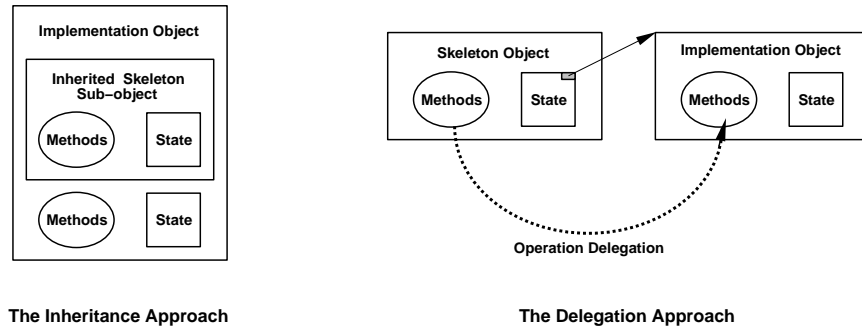 Implementation Object
Inherited Skeleton
Sub–object
Methods
State
Methods
State
The Inheritance Approach
Skeleton Object
Methods
State
Implementation Object
Methods
State
Operation Delegation
The Delegation Approach